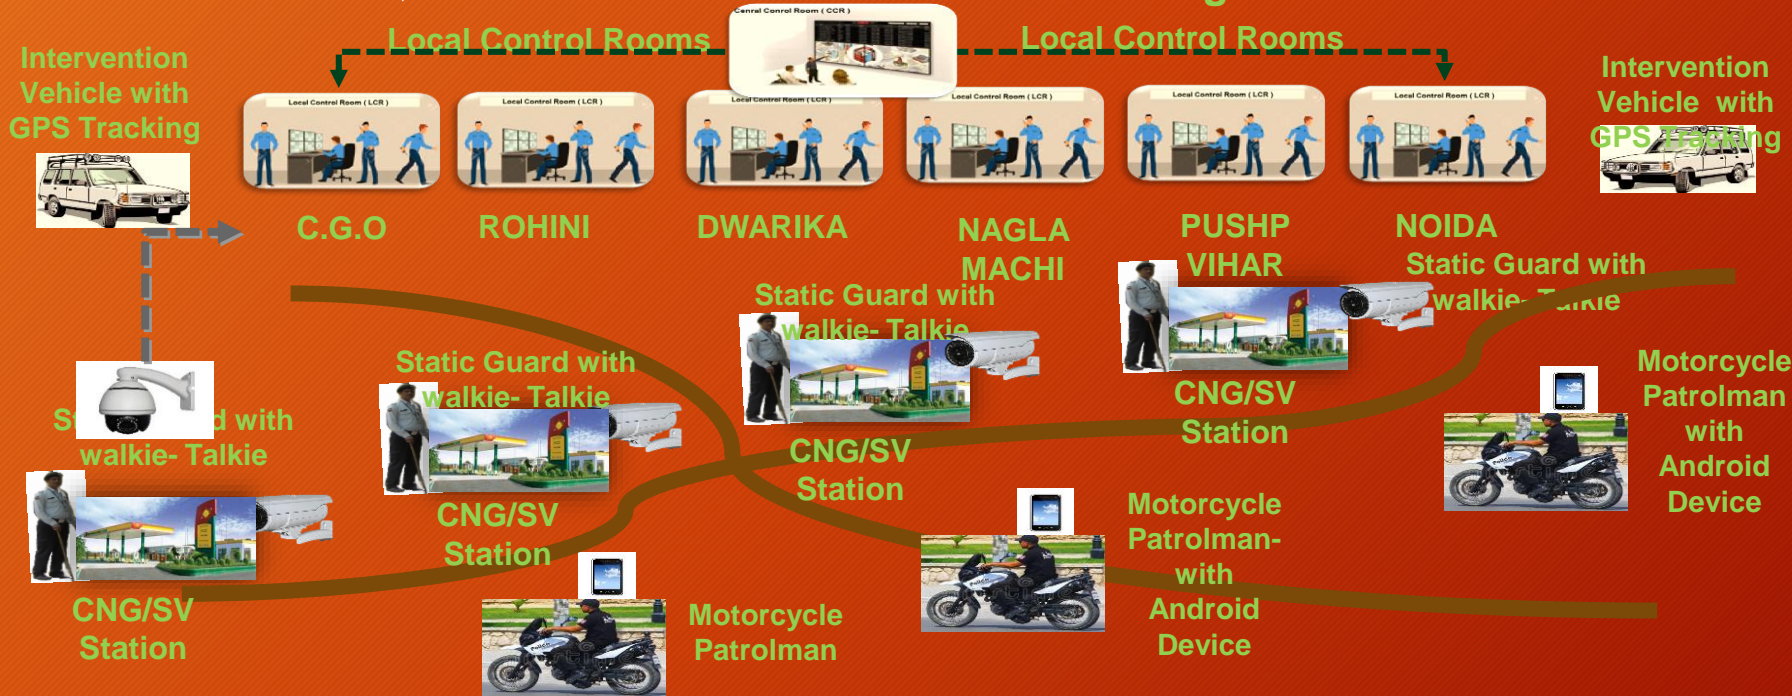 Cenral Conrol Room ( CCR )
Local Control Rooms
Local Control Rooms
Intervention
Vehicle with
GPS Tracking
Intervention
Vehicle with
GPS Tracking
Local Control Room ( LCR )
Local Control Room ( LCR )
Local Control Room ( LCR )
Local Control Room ( LCR )
Local Control Room ( LCR )
Local Control Room ( LCR )
C.G.O
ROHINI
DWARIKA
NAGLA
MACHI
PUSHP
VIHAR
NOIDA
Static Guard with
walkie- Talkie
Static Guard with
walkie- Talkie
Static Guard with
walkie- Talkie
d with
walkie- Talkie
CNG/SV
Station
CNG/SV
Station
CNG/SV
Station
CNG/SV
Station
Motorcycle
Patrolman
with
Android
Device
Motorcycle
Patrolman-
with
Android
Device
Motorcycle
Patrolman